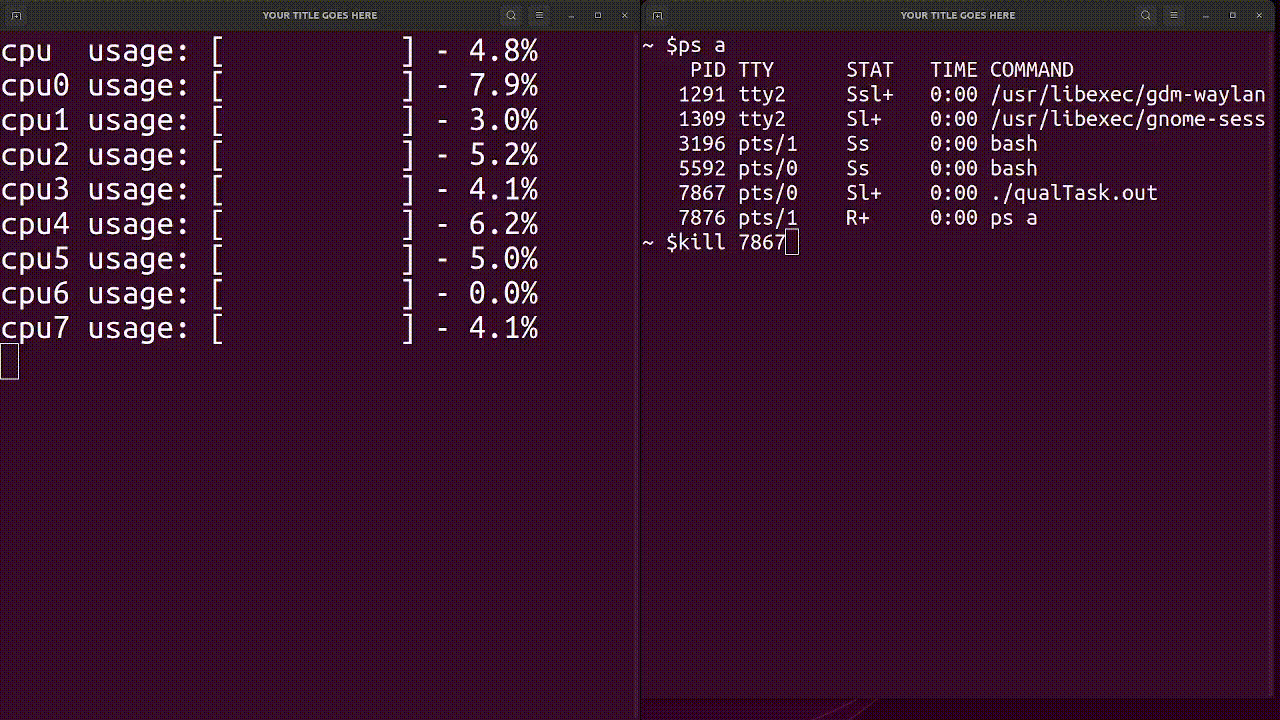 YOUR TITLE GOES HERE
cpu  usage: [           ] - 4.8%
cpu0 usage: [           ] - 7.9%
cpu1 usage: [           ] - 3.0%
cpu2 usage: [           ] - 5.2%
cpu3 usage: [           ] - 4.1%
cpu4 usage: [           ] - 6.2%
cpu5 usage: [           ] - 5.0%
cpu6 usage: [           ] - 0.0%
cpu7 usage: [           ] - 4.1%
YOUR TITLE GOES HERE
~ $ps a
    PID TTY      STAT   TIME COMMAND
   1291 tty2     Ssl+   0:00 /usr/libexec/gdm-waylan
   1309 tty2     Sl+    0:00 /usr/libexec/gnome-sess
   3196 pts/1    Ss     0:00 bash
   5592 pts/0    Ss     0:00 bash
   7867 pts/0    Sl+    0:00 ./qualTask.out
   7876 pts/1    R+     0:00 ps a
~ $kill 7867